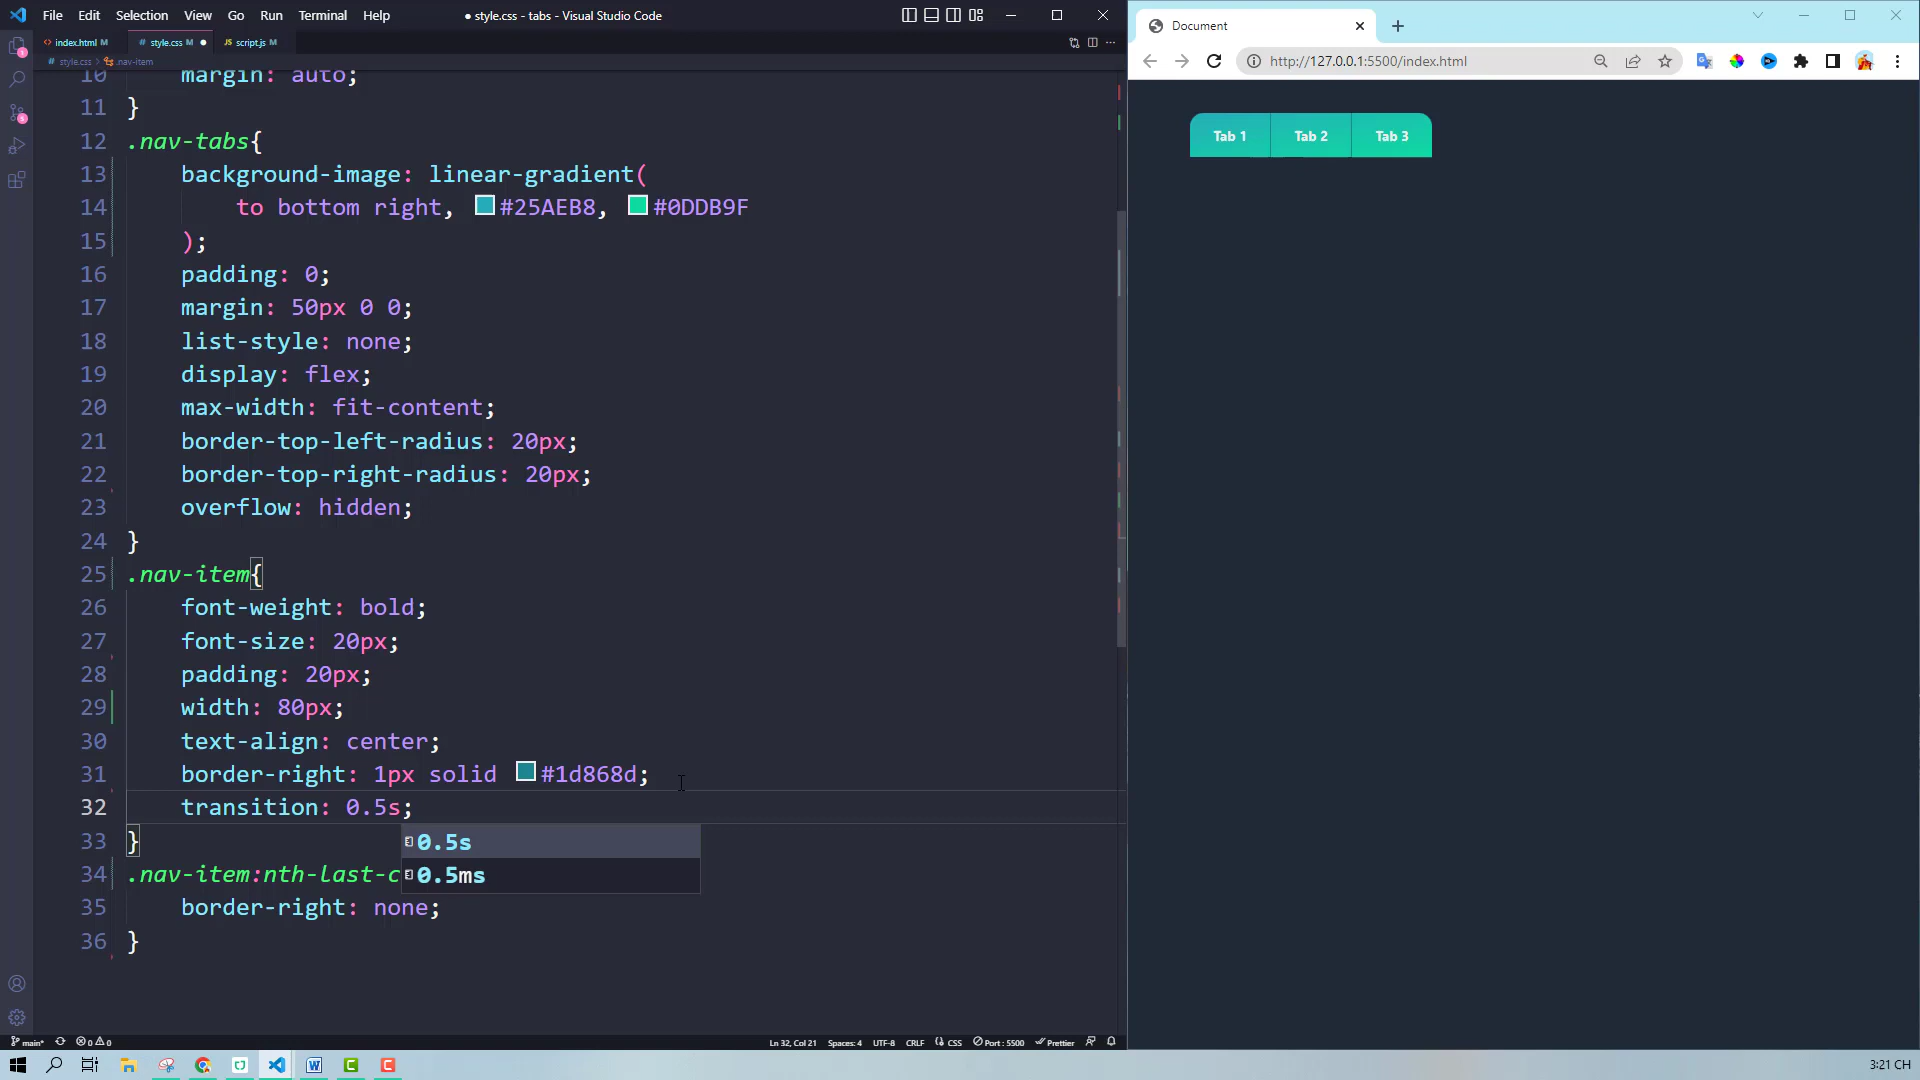 File Edit Selection View Go Run Terminal Help
● style.css - tabs - Visual Studio Code
index.html M
# style.css M ●
JS script.js M
# style.css > .nav-item
10 margin: auto;
11 }
12 .nav-tabs{
13 background-image: linear-gradient(
14 to bottom right, #25AEB8, #0DDB9F
15 );
16 padding: 0;
17 margin: 50px 0 0;
18 list-style: none;
19 display: flex;
20 max-width: fit-content;
21 border-top-left-radius: 20px;
22 border-top-right-radius: 20px;
23 overflow: hidden;
24 }
25 .nav-item{
26 font-weight: bold;
27 font-size: 20px;
28 padding: 20px;
29 width: 80px;
30 text-align: center;
31 border-right: 1px solid #1d868d;
32 transition: 0.5s;
33 }
0.5s
0.5ms
34 .nav-item:nth-last-c
35 border-right: none;
36 }
main* 0 0 Ln 32, Col 21 Spaces: 4 UTF-8 CRLF CSS Port : 5500 Prettier
Document
http://127.0.0.1:5500/index.html
Tab 1 Tab 2 Tab 3
3:21 CH